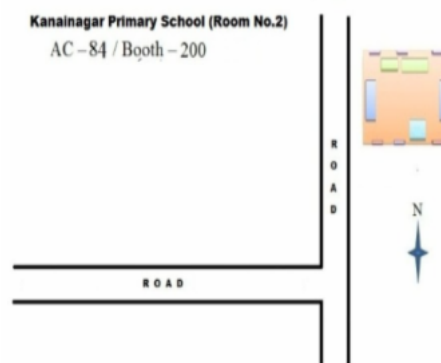 Kanainagar Primary School (Room No.2)
AC – 84 / Booth – 200
ROAD
N
ROAD